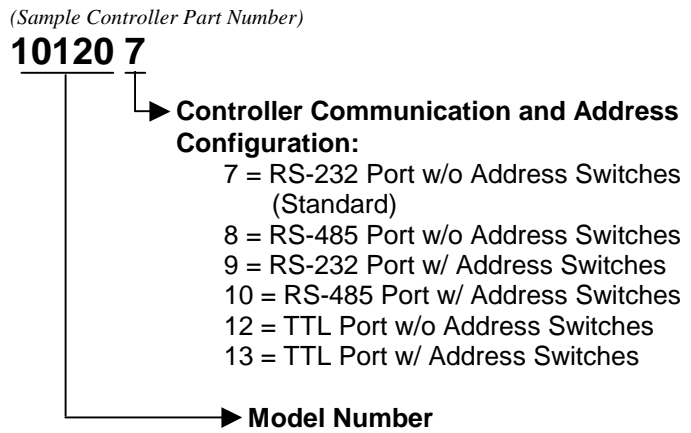 (Sample Controller Part Number)
10120 7
Controller Communication and Address
Configuration:
7 = RS-232 Port w/o Address Switches
(Standard)
8 = RS-485 Port w/o Address Switches
9 = RS-232 Port w/ Address Switches
10 = RS-485 Port w/ Address Switches
12 = TTL Port w/o Address Switches
13 = TTL Port w/ Address Switches
Model Number